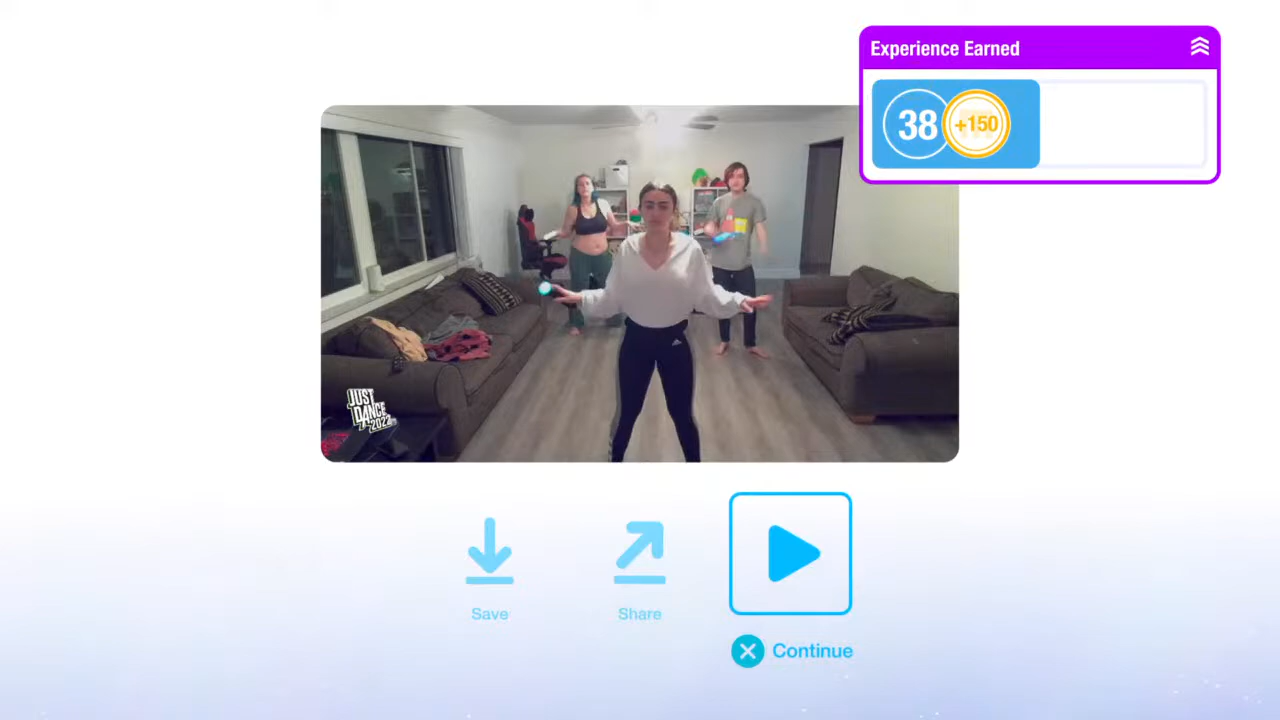 Experience Earned
38 +150
JUST
DANCE
2022
Save
Share
Continue